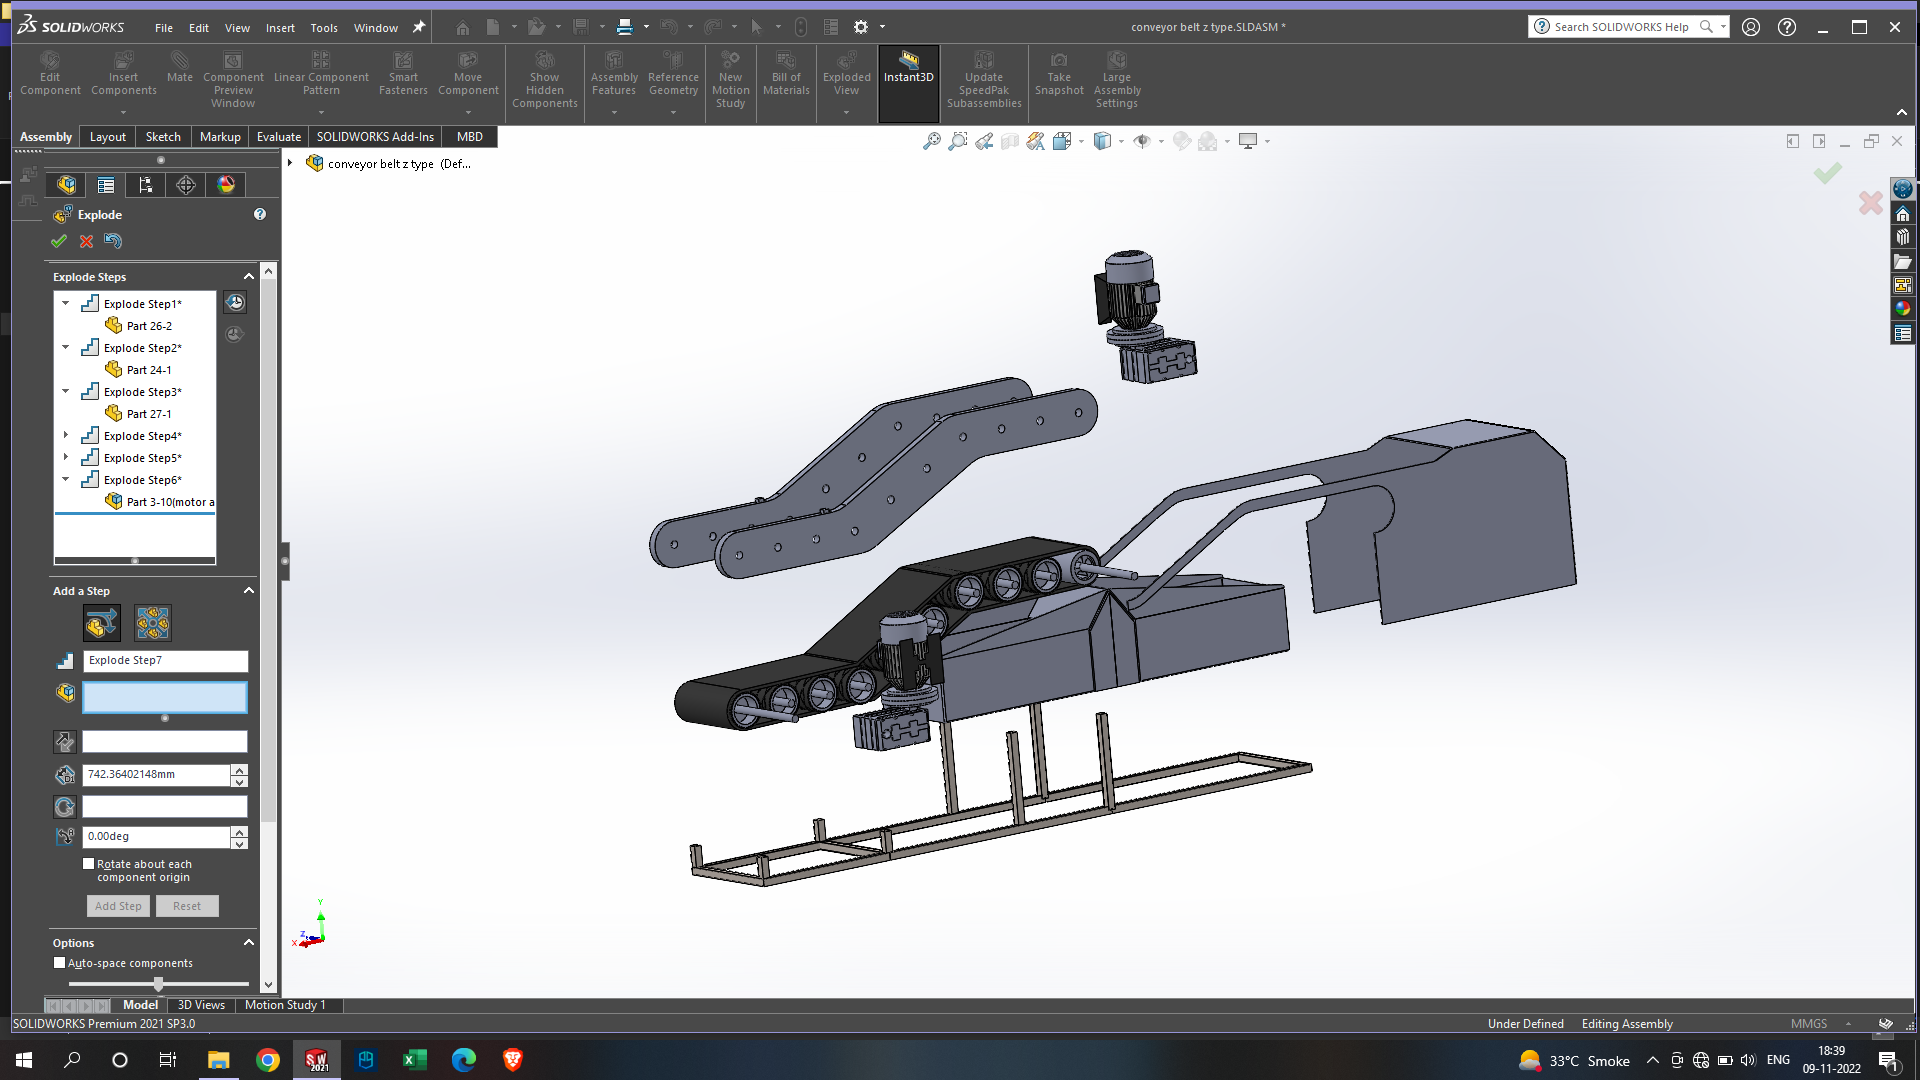 SOLIDWORKS File Edit View Insert Tools Window conveyor belt z type.SLDASM * Search SOLIDWORKS Help
Edit Component
Insert Components
Mate
Component Preview Window
Linear Component Pattern
Smart Fasteners
Move Component
Show Hidden Components
Assembly Features
Reference Geometry
New Motion Study
Bill of Materials
Exploded View
Instant3D
Update SpeedPak Subassemblies
Take Snapshot
Large Assembly Settings
Assembly Layout Sketch Markup Evaluate SOLIDWORKS Add-Ins MBD
conveyor belt z type (Def...
Explode
Explode Steps
Explode Step1*
Part 26-2
Explode Step2*
Part 24-1
Explode Step3*
Part 27-1
Explode Step4*
Explode Step5*
Explode Step6*
Part 3-10(motor a
Add a Step
Explode Step7
742.36402148mm
0.00deg
Rotate about each
component origin
Add Step Reset
Options
Auto-space components
Y
Z
X
Model 3D Views Motion Study 1
SOLIDWORKS Premium 2021 SP3.0 Under Defined Editing Assembly MMGS
SW 2021
33°C Smoke ENG 18:39
09-11-2022
1